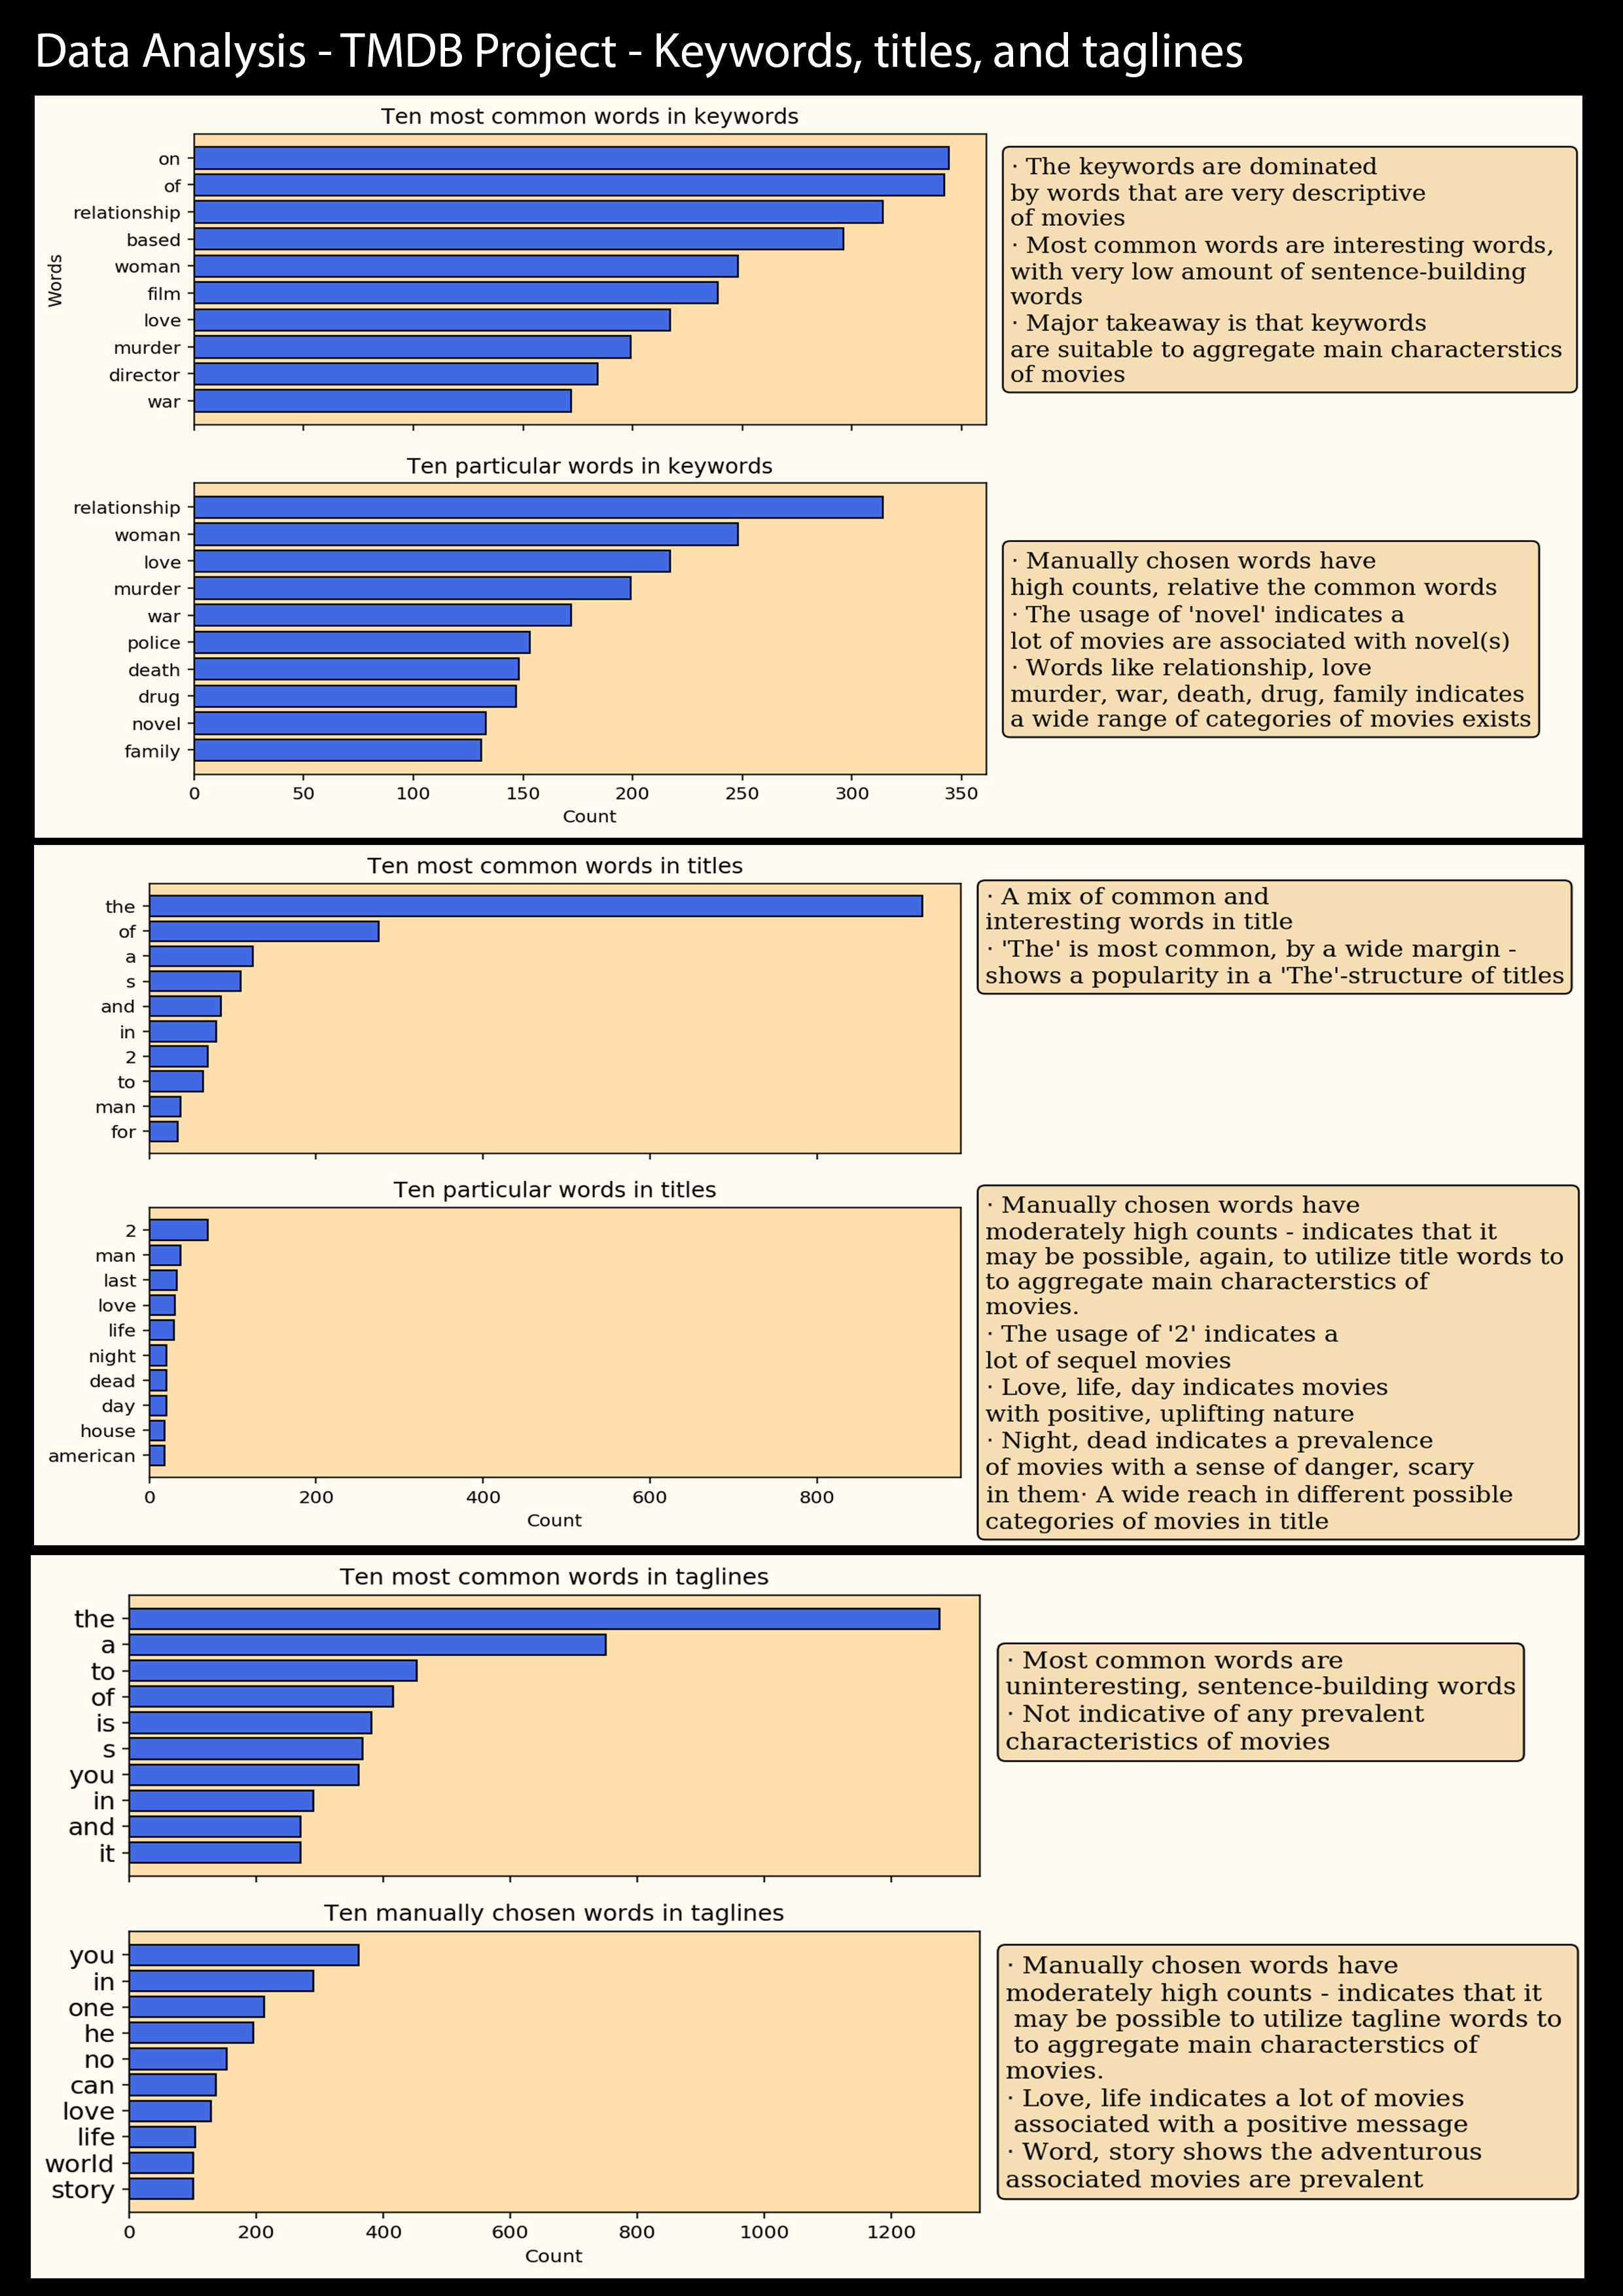 Data Analysis - TMDB Project - Keywords, titles, and taglines
Ten most common words in keywords
Words
on
of
relationship
based
woman
film
love
murder
director
war
· The keywords are dominated
by words that are very descriptive
of movies
· Most common words are interesting words,
with very low amount of sentence-building
words
· Major takeaway is that keywords
are suitable to aggregate main characterstics
of movies
Ten particular words in keywords
relationship
woman
love
murder
war
police
death
drug
novel
family
0 50 100 150 200 250 300 350
Count
· Manually chosen words have
high counts, relative the common words
· The usage of 'novel' indicates a
lot of movies are associated with novel(s)
· Words like relationship, love
murder, war, death, drug, family indicates
a wide range of categories of movies exists
Ten most common words in titles
the
of
a
s
and
in
2
to
man
for
· A mix of common and
interesting words in title
· 'The' is most common, by a wide margin -
shows a popularity in a 'The'-structure of titles
Ten particular words in titles
2
man
last
love
life
night
dead
day
house
american
0 200 400 600 800
Count
· Manually chosen words have
moderately high counts - indicates that it
may be possible, again, to utilize title words to
to aggregate main characterstics of
movies.
· The usage of '2' indicates a
lot of sequel movies
· Love, life, day indicates movies
with positive, uplifting nature
· Night, dead indicates a prevalence
of movies with a sense of danger, scary
in them· A wide reach in different possible
categories of movies in title
Ten most common words in taglines
the
a
to
of
is
s
you
in
and
it
· Most common words are
uninteresting, sentence-building words
· Not indicative of any prevalent
characteristics of movies
Ten manually chosen words in taglines
you
in
one
he
no
can
love
life
world
story
0 200 400 600 800 1000 1200
Count
· Manually chosen words have
moderately high counts - indicates that it
may be possible to utilize tagline words to
to aggregate main characterstics of
movies.
· Love, life indicates a lot of movies
associated with a positive message
· Word, story shows the adventurous
associated movies are prevalent